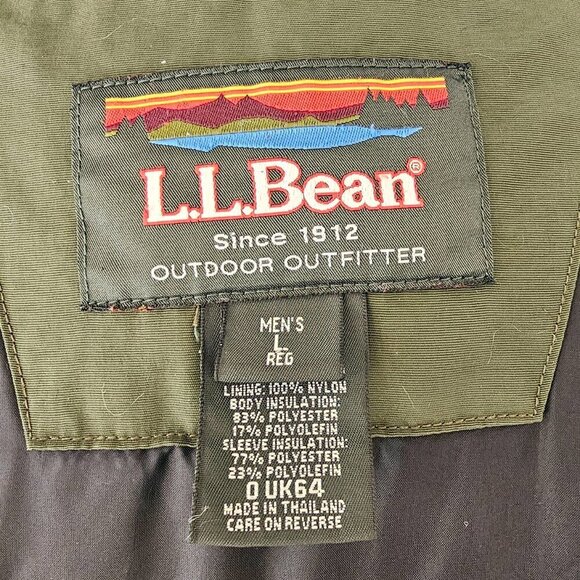 L.L.Bean®
Since 1912
OUTDOOR OUTFITTER
MEN'S
L
REG
LINING: 100% NYLON
BODY INSULATION:
83% POLYESTER
17% POLYOLEFIN
SLEEVE INSULATION:
77% POLYESTER
23% POLYOLEFIN
0 UK64
MADE IN THAILAND
CARE ON REVERSE